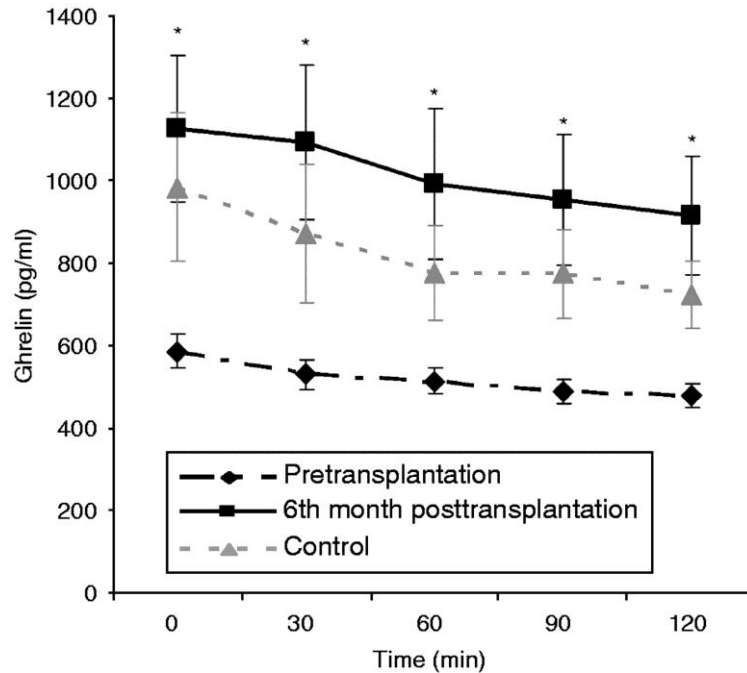 1400
1200
1000
800
600
400
200
0
Ghrelin (pg/ml)
* * * * *
Pretransplantation
6th month posttransplantation
Control
0 30 60 90 120
Time (min)